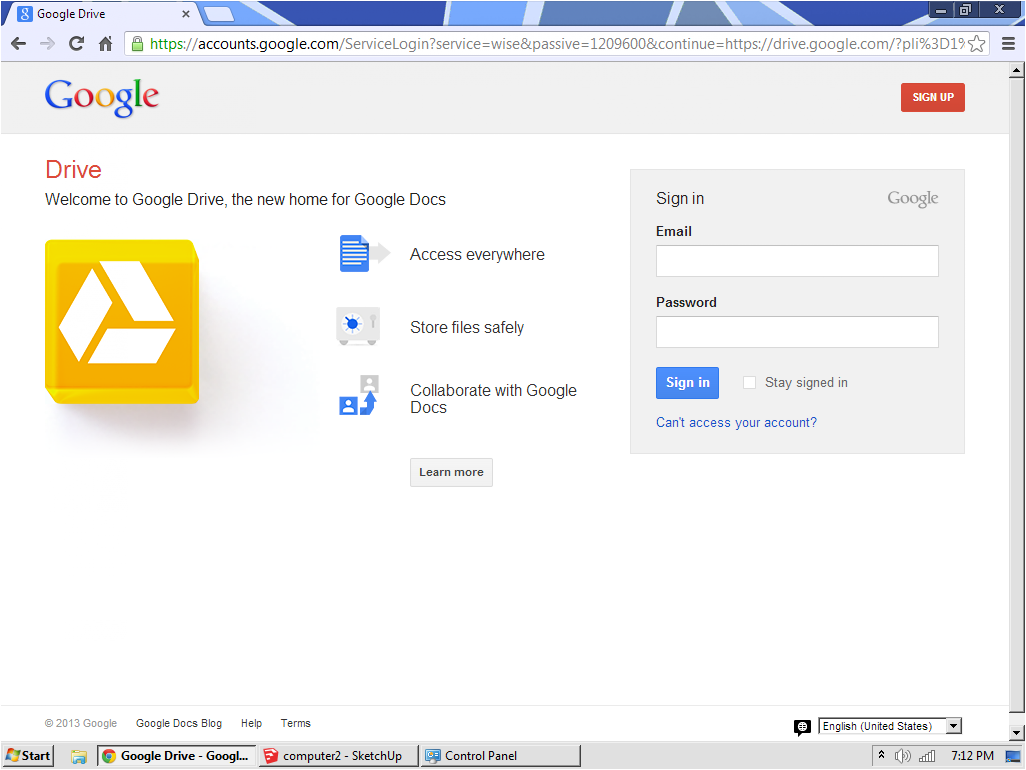 Google Drive
https://accounts.google.com/ServiceLogin?service=wise&passive=1209600&continue=https://drive.google.com/?pli%3D1%
Google
SIGN UP
Drive
Welcome to Google Drive, the new home for Google Docs
Access everywhere
Store files safely
Collaborate with Google
Docs
Learn more
Sign in
Google
Email
Password
Sign in
Stay signed in
Can't access your account?
© 2013 Google
Google Docs Blog
Help
Terms
English (United States)
Start
Google Drive - Googl...
computer2 - SketchUp
Control Panel
7:12 PM